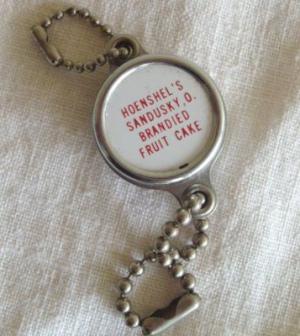 HOENSHEL'S
SANDUSKY, O.
BRANDIED
FRUIT CAKE